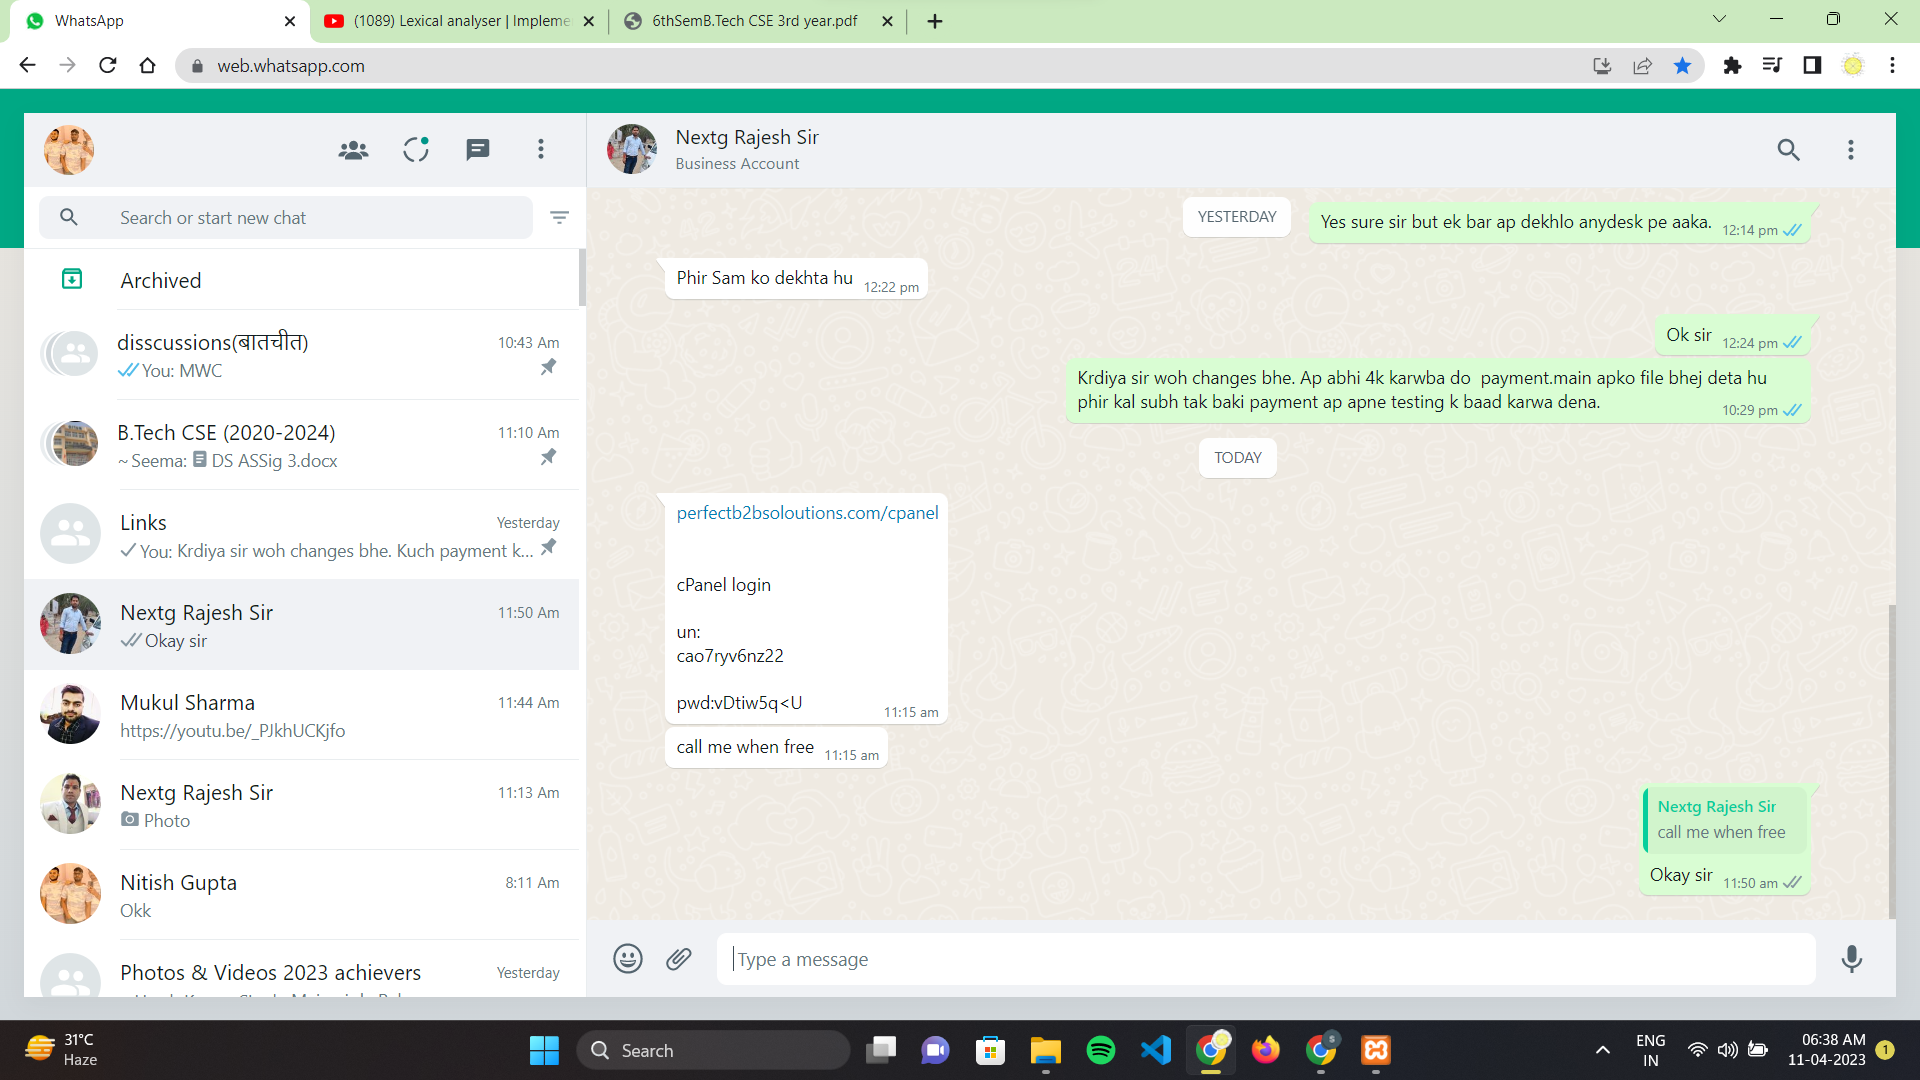 WhatsApp
(1089) Lexical analyser | Impleme
6thSemB.Tech CSE 3rd year.pdf
web.whatsapp.com
Search or start new chat
Archived
disscussions(बातचीत)
10:43 Am
You: MWC
B.Tech CSE (2020-2024)
11:10 Am
~ Seema: DS ASSig 3.docx
Links
Yesterday
You: Krdiya sir woh changes bhe. Kuch payment k...
Nextg Rajesh Sir
11:50 Am
Okay sir
Mukul Sharma
11:44 Am
https://youtu.be/_PJkhUCKjfo
Nextg Rajesh Sir
11:13 Am
Photo
Nitish Gupta
8:11 Am
Okk
Photos & Videos 2023 achievers
Yesterday
Nextg Rajesh Sir
Business Account
YESTERDAY
Yes sure sir but ek bar ap dekhlo anydesk pe aaka. 12:14 pm
Phir Sam ko dekhta hu 12:22 pm
Ok sir 12:24 pm
Krdiya sir woh changes bhe. Ap abhi 4k karwba do  payment.main apko file bhej deta hu
phir kal subh tak baki payment ap apne testing k baad karwa dena. 10:29 pm
TODAY
perfectb2bsoloutions.com/cpanel
cPanel login
un:
cao7ryv6nz22
pwd:vDtiw5q<U 11:15 am
call me when free 11:15 am
Nextg Rajesh Sir
call me when free
Okay sir 11:50 am
Type a message
31°C
Haze
Search
ENG
IN
06:38 AM
11-04-2023
1